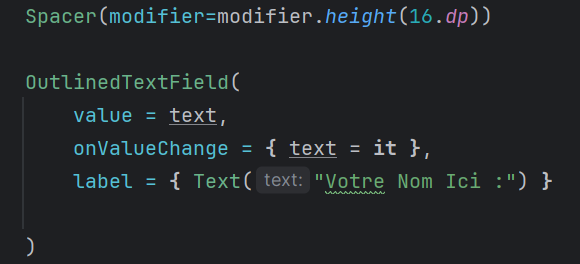 Spacer(modifier=modifier.height(16.dp))
OutlinedTextField(
value = text,
onValueChange = { text = it },
label = { Text( text: "Votre Nom Ici :") }
)